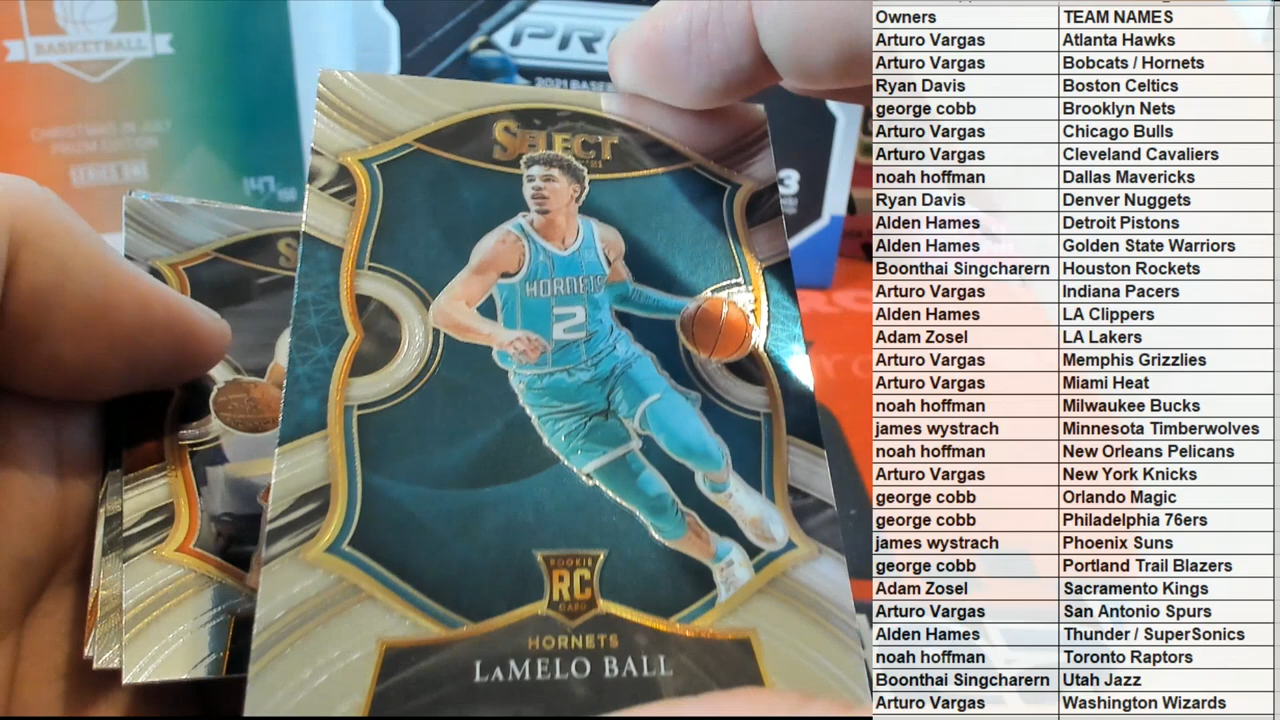 BASKETBALL
CHRISTMAS IN JULY
PRIZM EDITION
SERIES ONE
PRI
2021 BASE
3
SELECT
HORNETS
2
ROOKIE
RC
CARD
HORNETS
LAMELO BALL
Owners TEAM NAMES
Arturo Vargas Atlanta Hawks
Arturo Vargas Bobcats / Hornets
Ryan Davis Boston Celtics
george cobb Brooklyn Nets
Arturo Vargas Chicago Bulls
Arturo Vargas Cleveland Cavaliers
noah hoffman Dallas Mavericks
Ryan Davis Denver Nuggets
Alden Hames Detroit Pistons
Alden Hames Golden State Warriors
Boonthai Singcharern Houston Rockets
Arturo Vargas Indiana Pacers
Alden Hames LA Clippers
Adam Zosel LA Lakers
Arturo Vargas Memphis Grizzlies
Arturo Vargas Miami Heat
noah hoffman Milwaukee Bucks
james wystrach Minnesota Timberwolves
noah hoffman New Orleans Pelicans
Arturo Vargas New York Knicks
george cobb Orlando Magic
george cobb Philadelphia 76ers
james wystrach Phoenix Suns
george cobb Portland Trail Blazers
Adam Zosel Sacramento Kings
Arturo Vargas San Antonio Spurs
Alden Hames Thunder / SuperSonics
noah hoffman Toronto Raptors
Boonthai Singcharern Utah Jazz
Arturo Vargas Washington Wizards